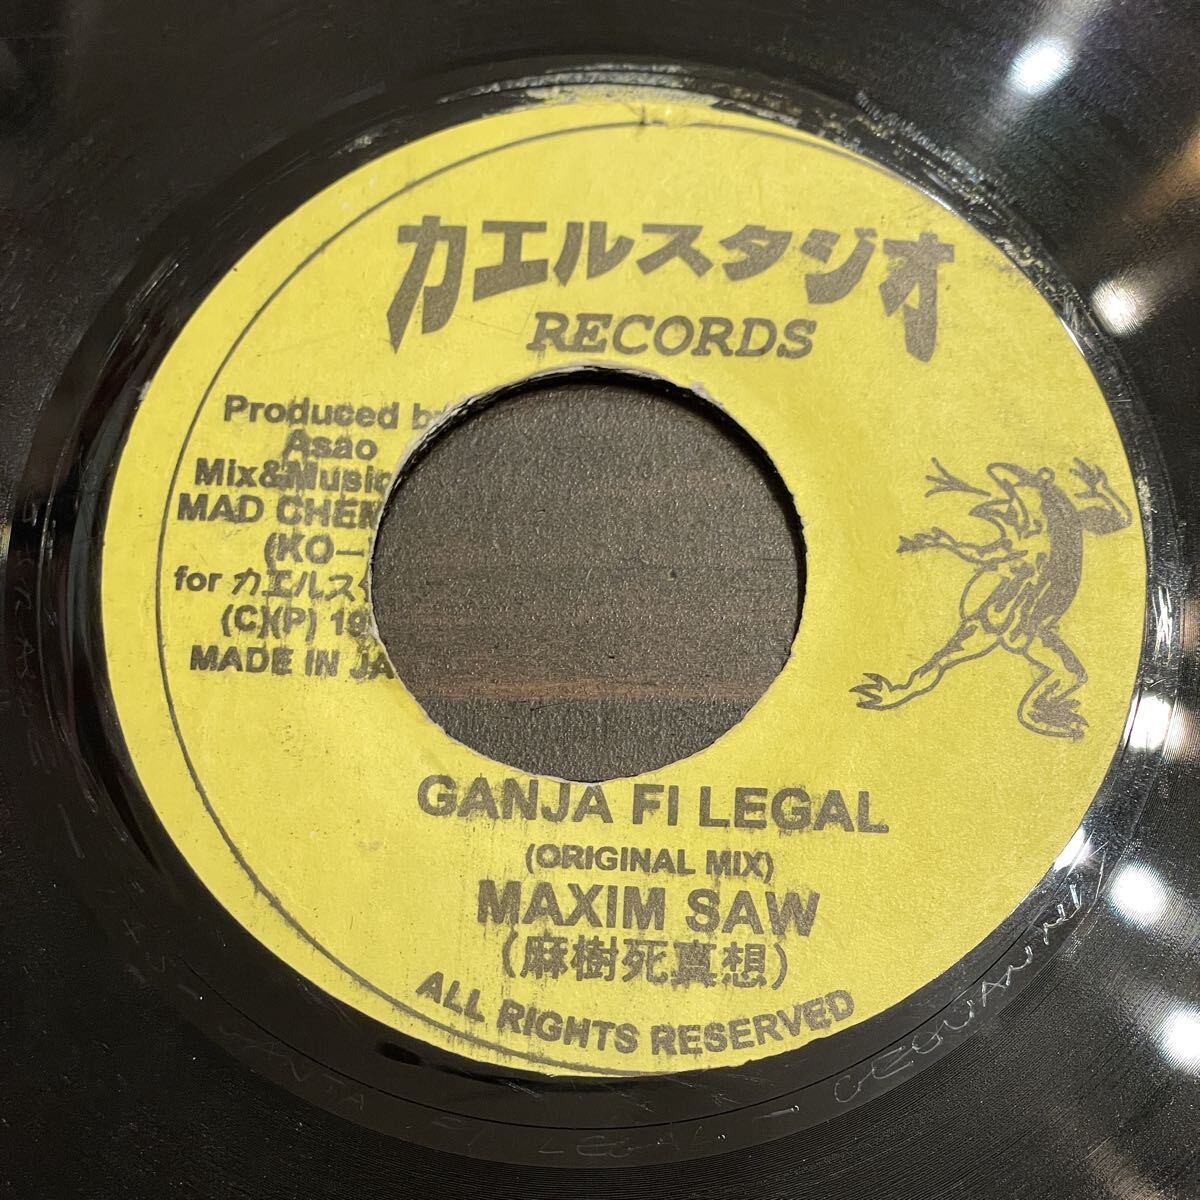 カエルスタジオ
RECORDS
Produced b
Asao
Mix&Music
MAD CHEM
(KO-
for カエルスタ
(C)(P) 19
MADE IN JA
GANJA FI LEGAL
(ORIGINAL MIX)
MAXIM SAW
(麻樹死真想)
ALL RIGHTS RESERVED